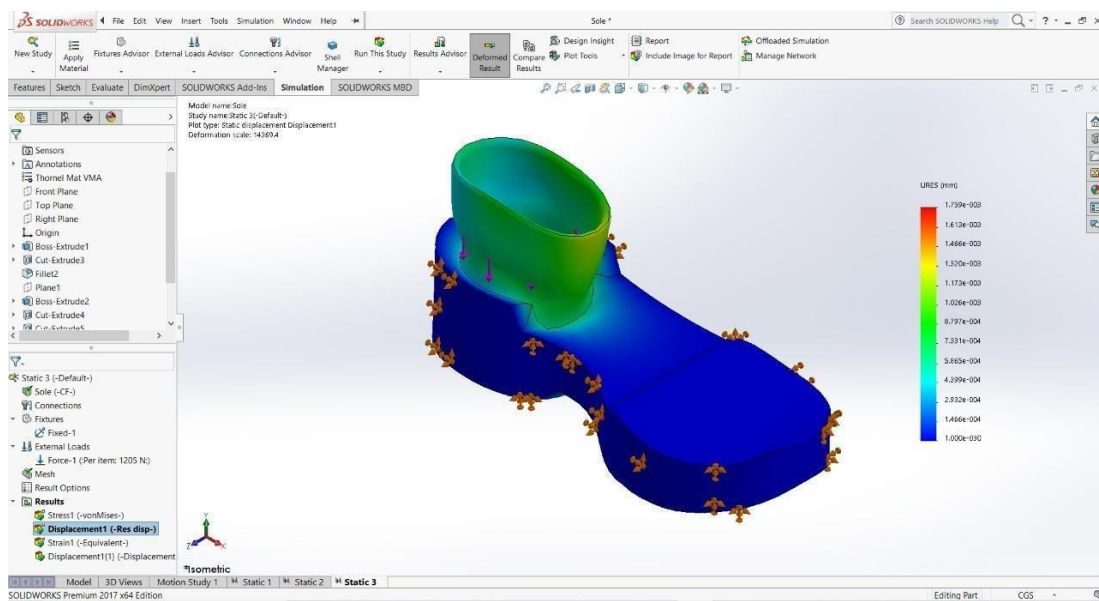 SOLIDWORKS File Edit View Insert Tools Simulation Window Help Sole * Search SOLIDWORKS Help
New Study Apply Material Fixtures Advisor External Loads Advisor Connections Advisor Shell Manager Run This Study Results Advisor Deformed Result Compare Results Design Insight Plot Tools Report Include Image for Report Offloaded Simulation Manage Network
Features Sketch Evaluate DimXpert SOLIDWORKS Add-Ins Simulation SOLIDWORKS MBD
Model name:Sole
Study name:Static 3(-Default-)
Plot type: Static displacement Displacement1
Deformation scale: 14369.4
Sensors
Annotations
Thornel Mat VMA
Front Plane
Top Plane
Right Plane
Origin
Boss-Extrude1
Cut-Extrude3
Fillet2
Plane1
Boss-Extrude2
Cut-Extrude4
Cut-Extrude5
Static 3 (-Default-)
Sole (-CF-)
Connections
Fixtures
Fixed-1
External Loads
Force-1 (:Per item: 1205 N:)
Mesh
Result Options
Results
Stress1 (-vonMises-)
Displacement1 (-Res disp-)
Strain1 (-Equivalent-)
Displacement1{1} (-Displacement
URES (mm)
1.759e-003
1.613e-003
1.466e-003
1.320e-003
1.173e-003
1.026e-003
8.797e-004
7.331e-004
5.865e-004
4.399e-004
2.932e-004
1.466e-004
1.000e-030
Y
Z
X
*Isometric
Model 3D Views Motion Study 1 Static 1 Static 2 Static 3
SOLIDWORKS Premium 2017 x64 Edition Editing Part CGS